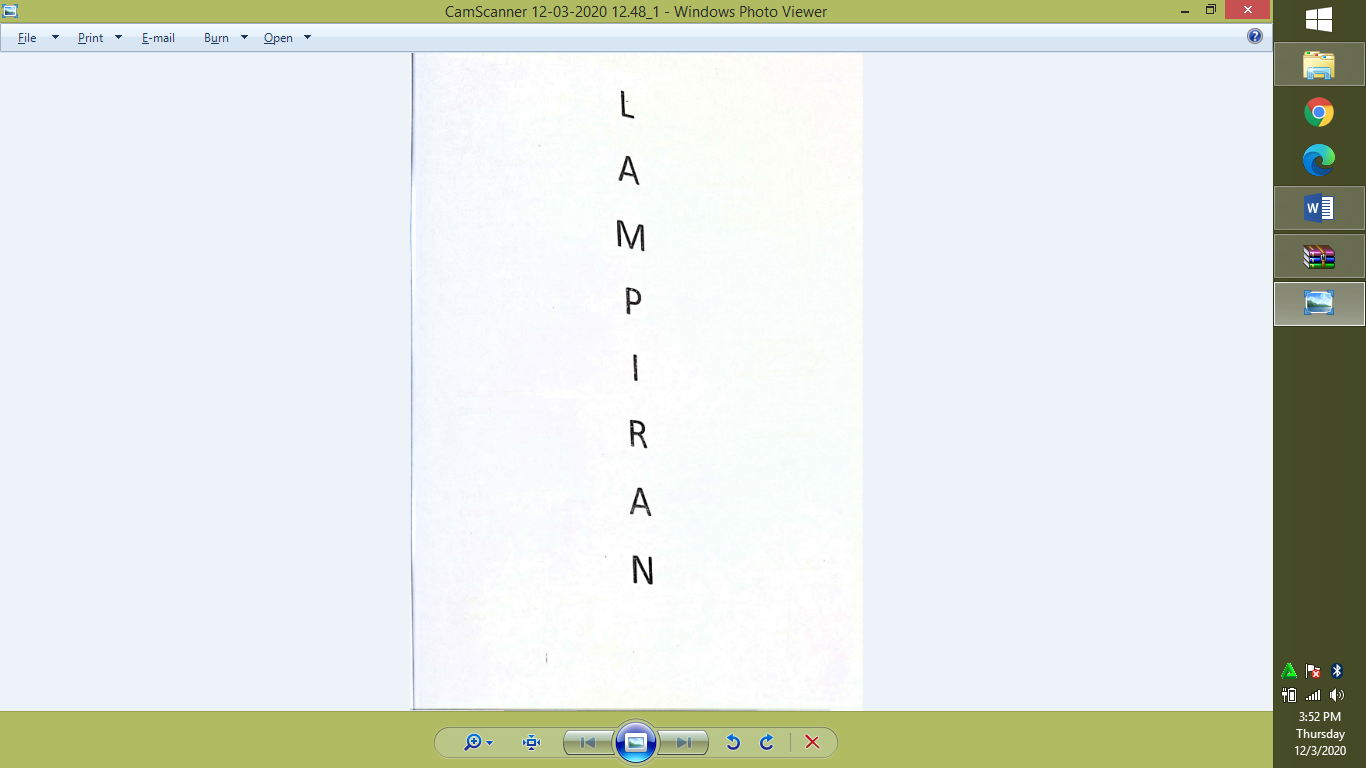 CamScanner 12-03-2020 12.48_1 - Windows Photo Viewer
File Print E-mail Burn Open
L
A
M
P
I
R
A
N
3:52 PM
Thursday
12/3/2020